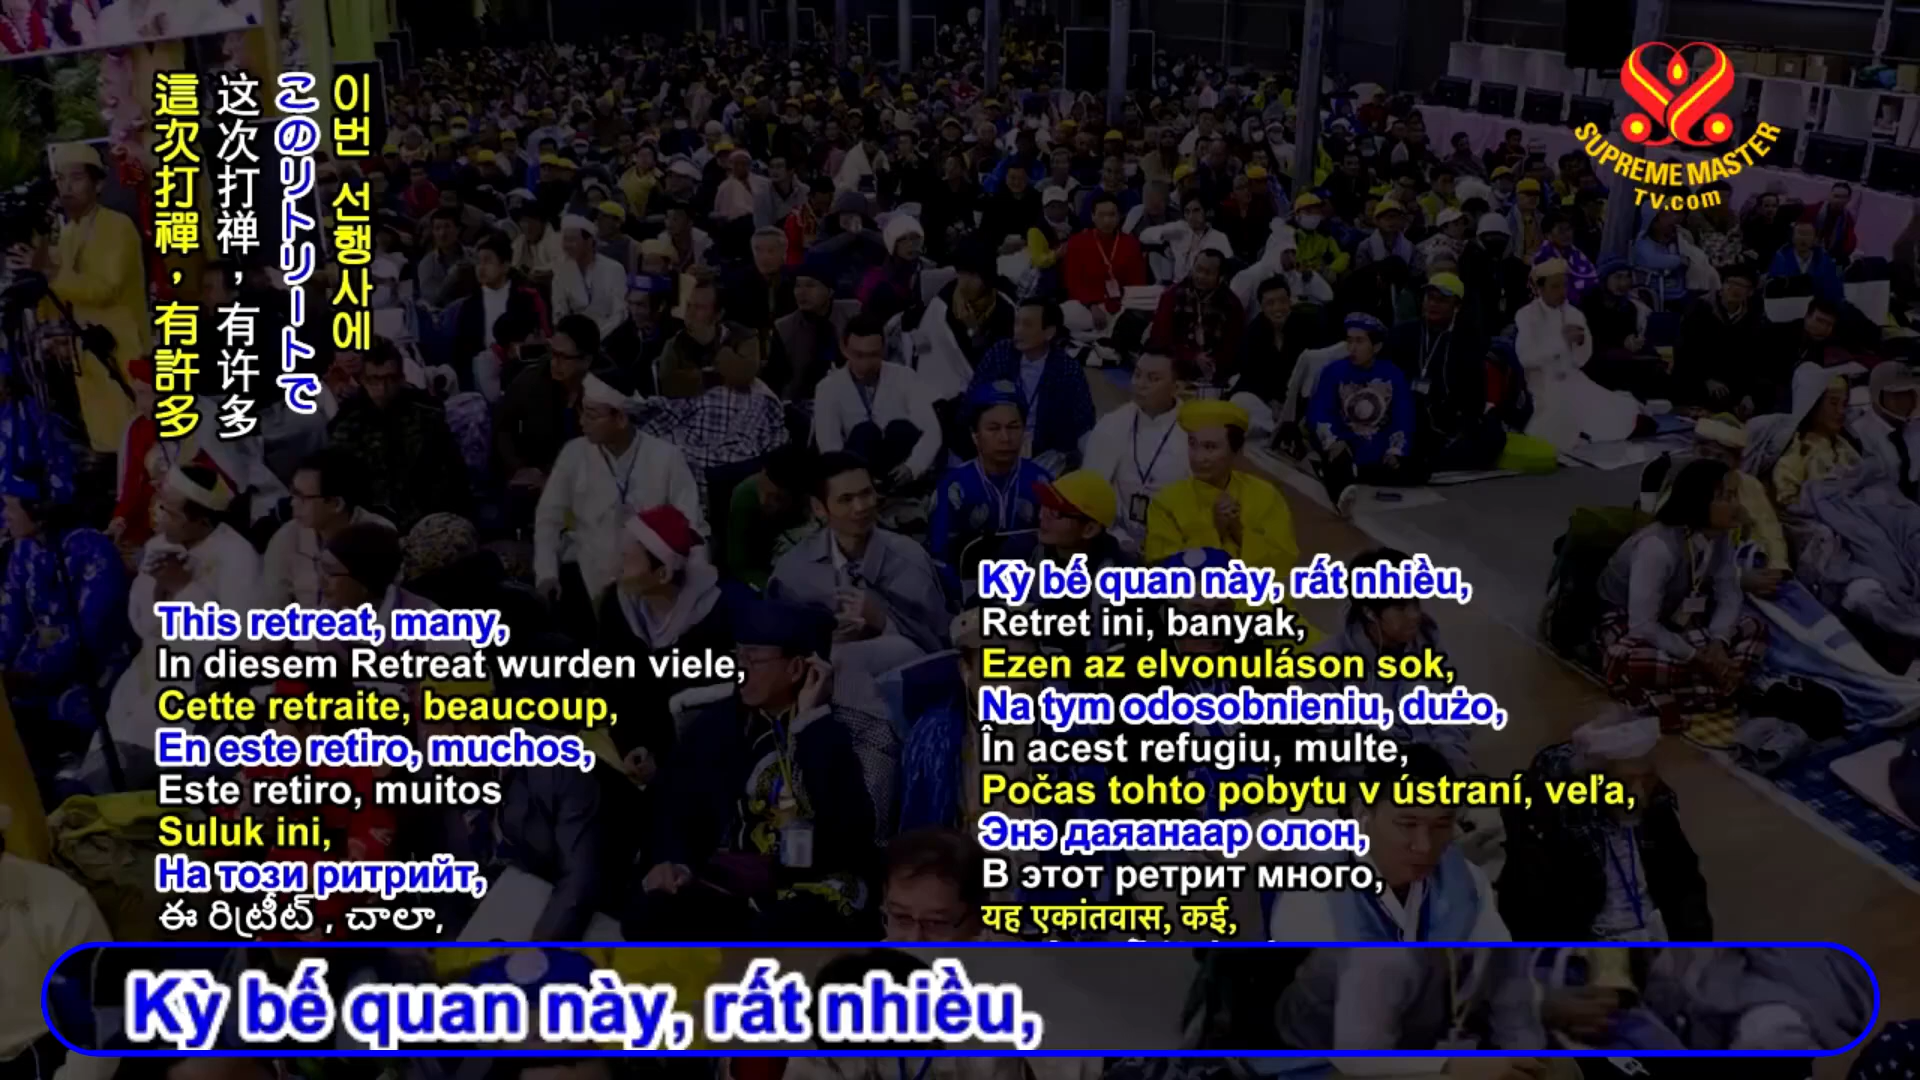 이번 선행사에
このリトリートで
这次打禅，有许多
這次打禪，有許多
SUPREME MASTER
TV.com
This retreat, many,
In diesem Retreat wurden viele,
Cette retraite, beaucoup,
En este retiro, muchos,
Este retiro, muitos
Suluk ini,
На този ритрийт,
ఈ రిట్రీట్ , చాలా,
Kỳ bế quan này, rất nhiều,
Retret ini, banyak,
Ezen az elvonuláson sok,
Na tym odosobnieniu, dużo,
În acest refugiu, multe,
Počas tohto pobytu v ústraní, veľa,
Энэ даяанаар олон,
В этот ретрит много,
यह एकांतवास, कई,
Kỳ bế quan này, rất nhiều,